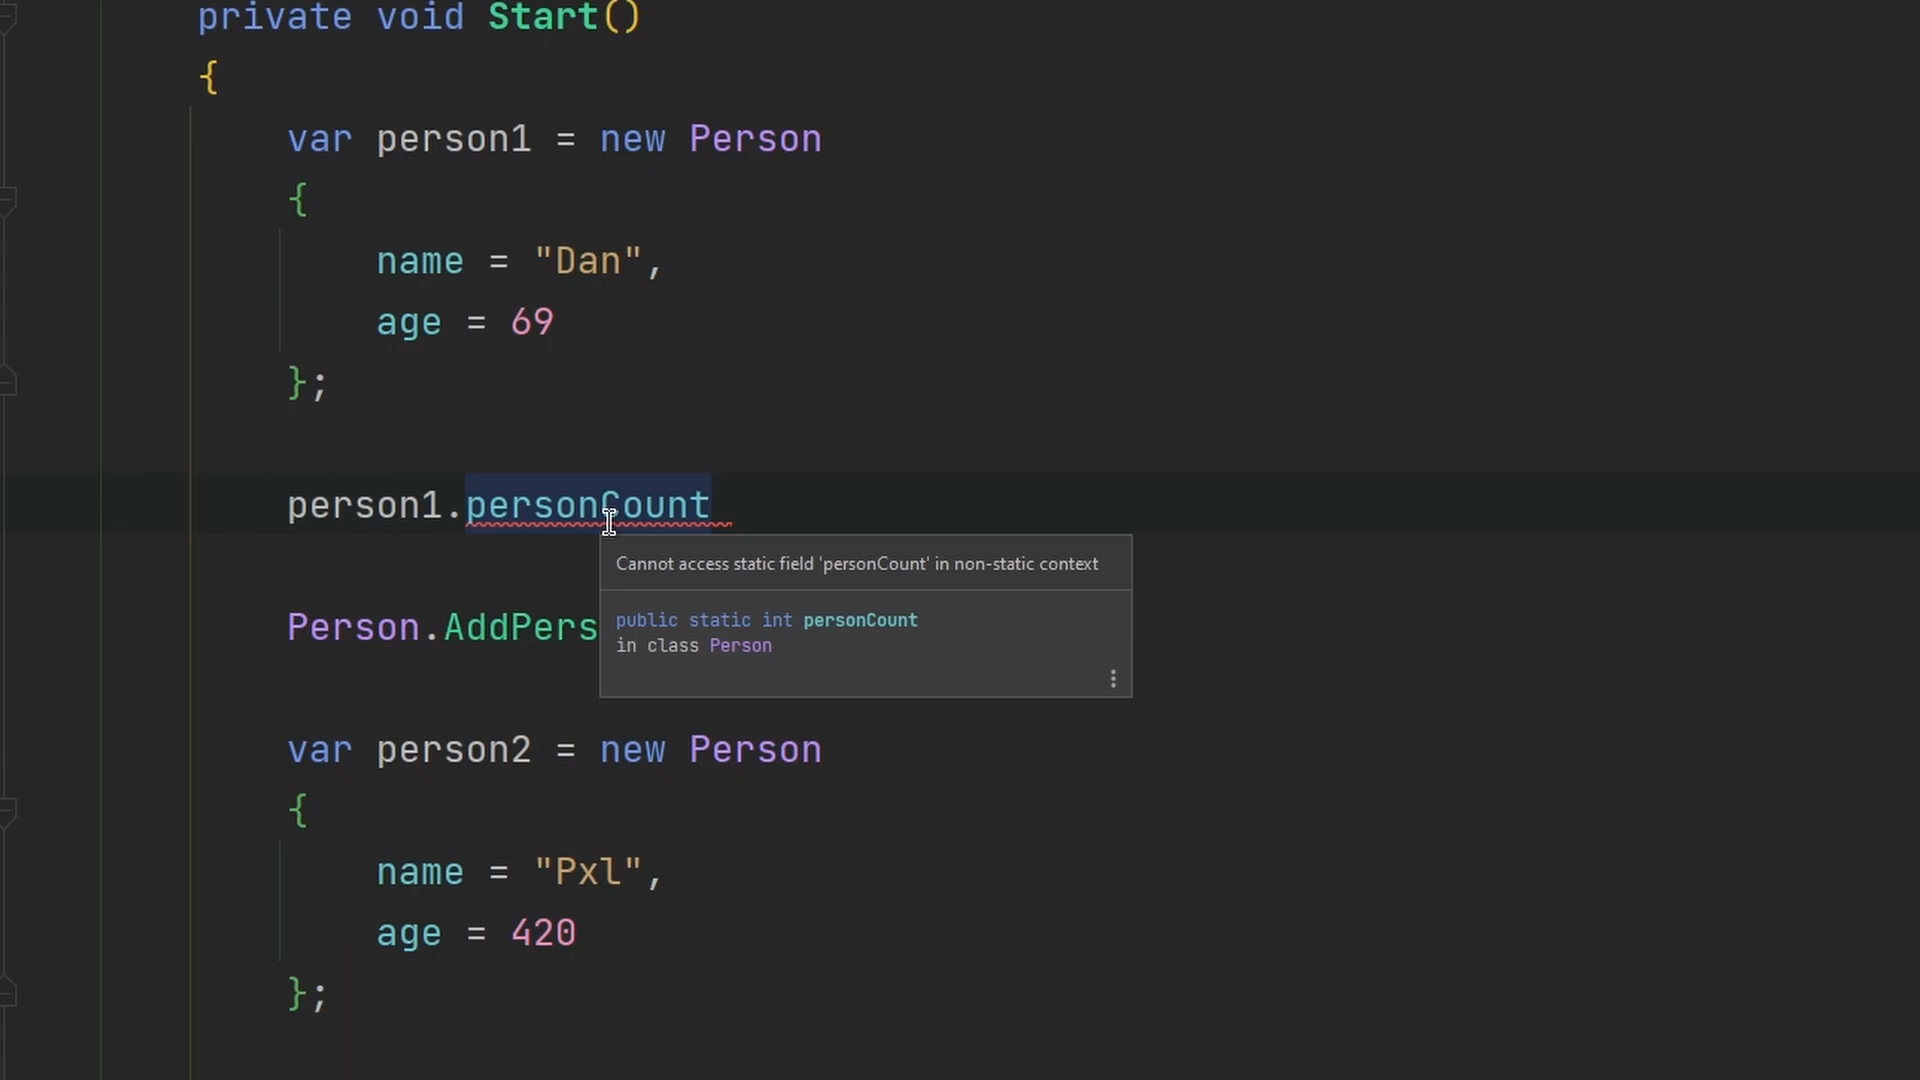 private void Start()
{
var person1 = new Person
{
name = "Dan",
age = 69
};
person1.personCount
Cannot access static field 'personCount' in non-static context
public static int personCount
in class Person
Person.AddPers
var person2 = new Person
{
name = "Pxl",
age = 420
};